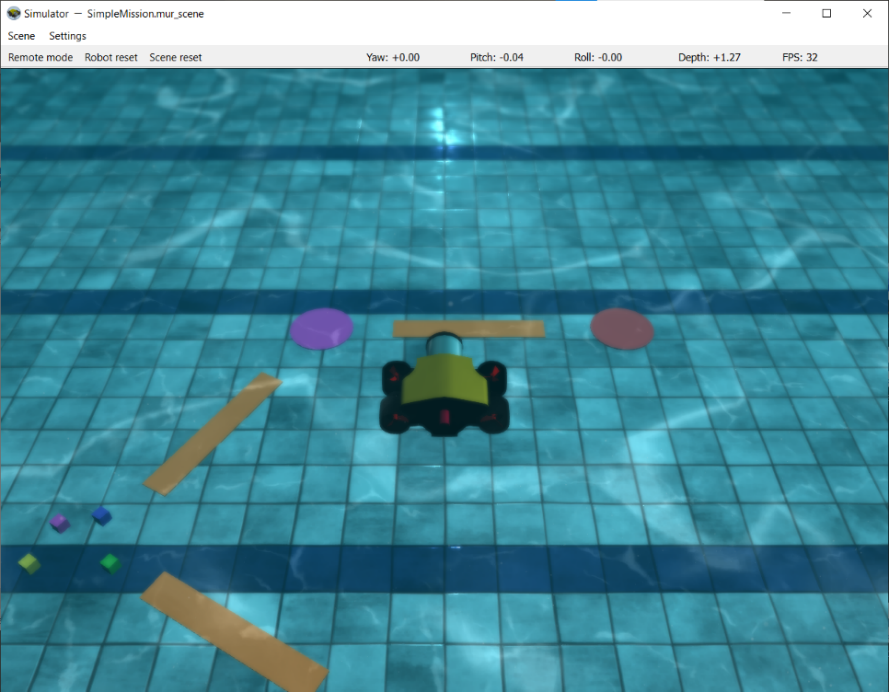 Simulator — SimpleMission.mur_scene
Scene Settings
Remote mode Robot reset Scene reset Yaw: +0.00 Pitch: -0.04 Roll: -0.00 Depth: +1.27 FPS: 32